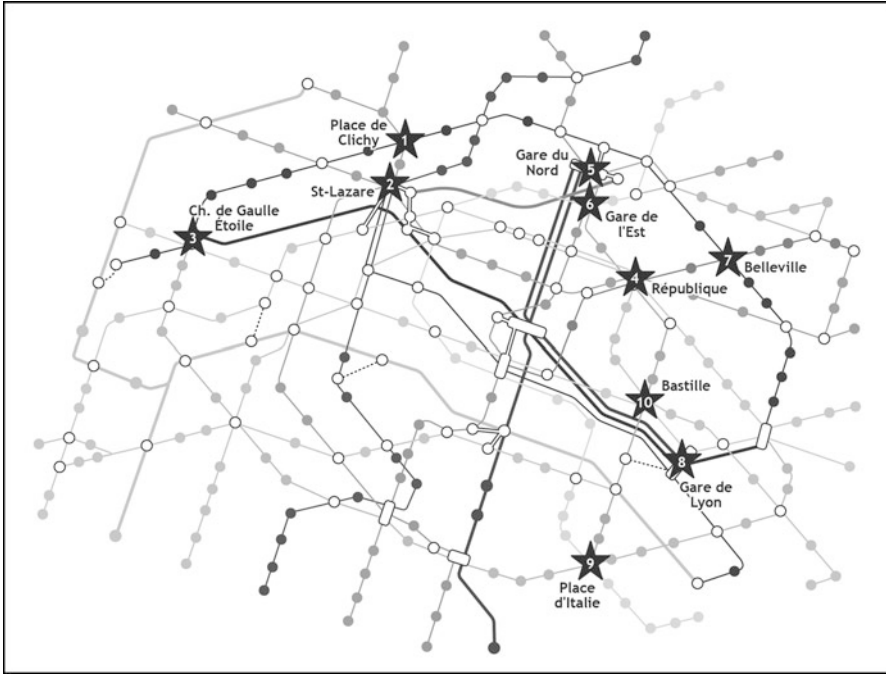 Place de
Clichy
1
Gare du
Nord
5
St-Lazare
2
6
Gare de
l'Est
Ch. de Gaulle
Étoile
3
7
Belleville
4
République
Bastille
10
8
Gare de
Lyon
9
Place
d'Italie